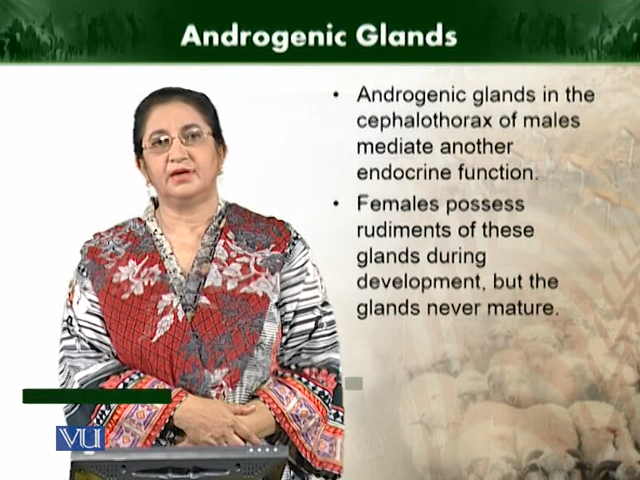 Androgenic Glands
• Androgenic glands in the
cephalothorax of males
mediate another
endocrine function.
• Females possess
rudiments of these
glands during
development, but the
glands never mature.
VU